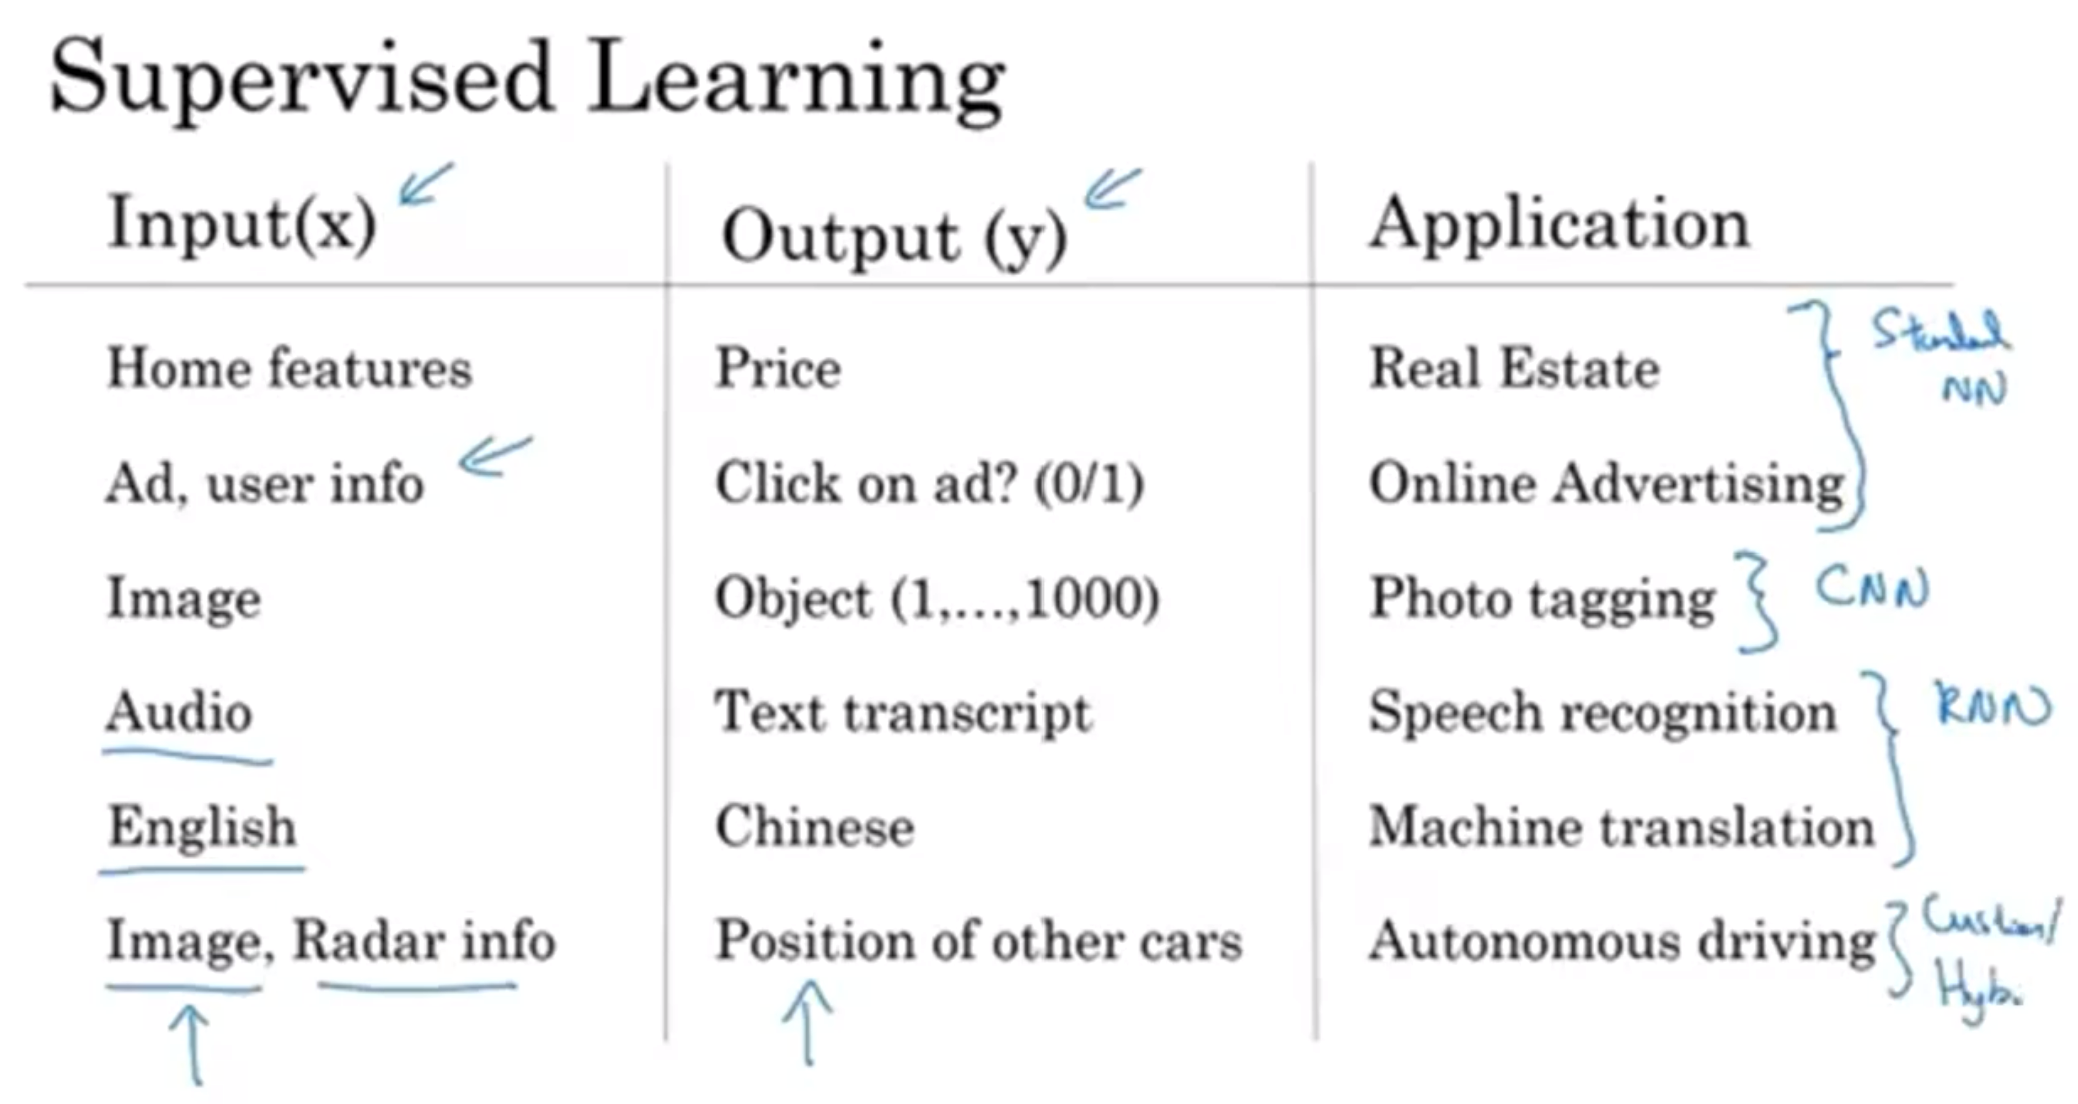 Supervised Learning
Input(x) Output (y) Application
Home features Price Real Estate Standard NN
Ad, user info Click on ad? (0/1) Online Advertising
Image Object (1,...,1000) Photo tagging CNN
Audio Text transcript Speech recognition RNN
English Chinese Machine translation
Image, Radar info Position of other cars Autonomous driving Custom/
Hyb.